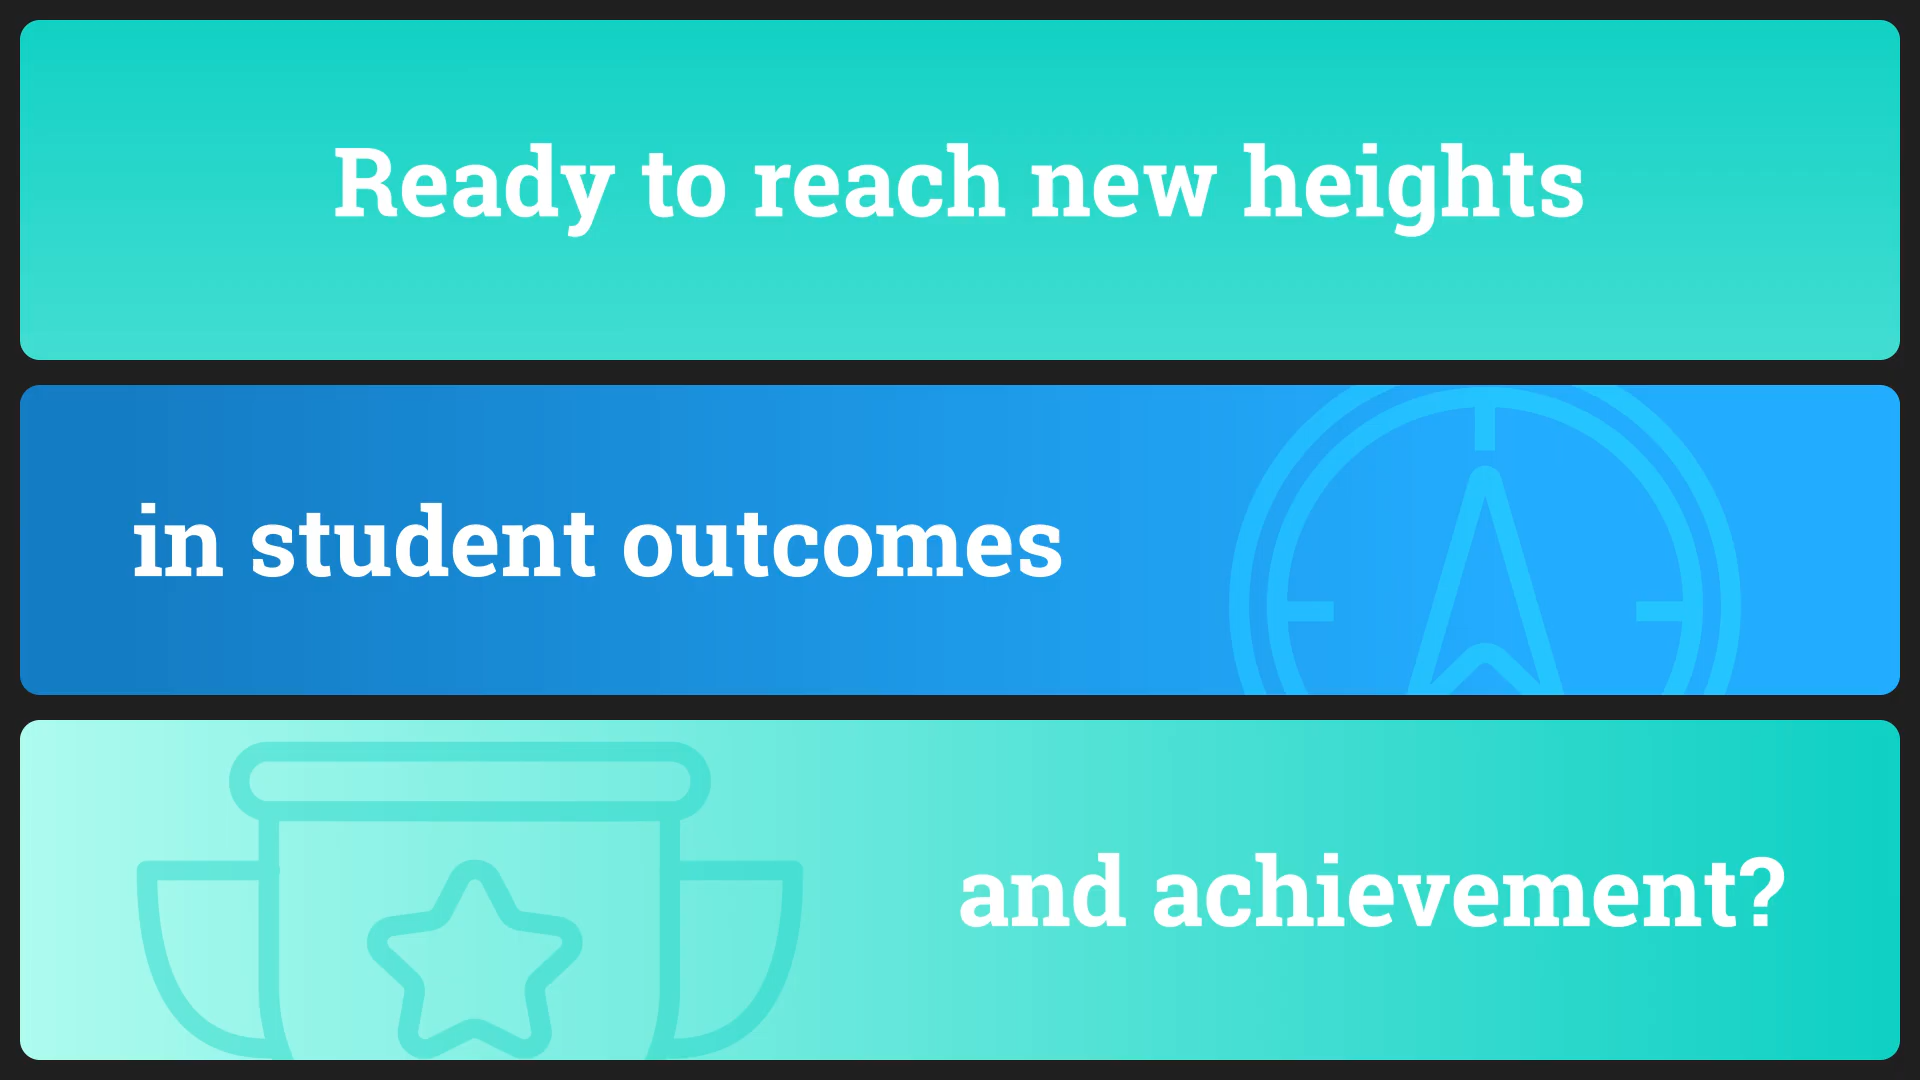 Ready to reach new heights
in student outcomes
and achievement?